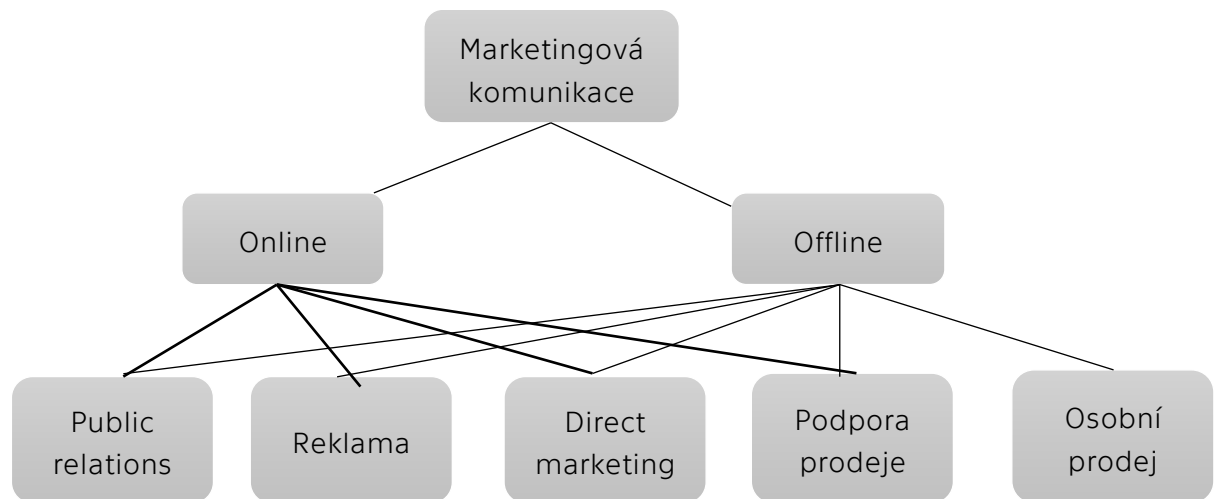 Marketingová
komunikace
Online
Offline
Public
relations
Reklama
Direct
marketing
Podpora
prodeje
Osobní
prodej